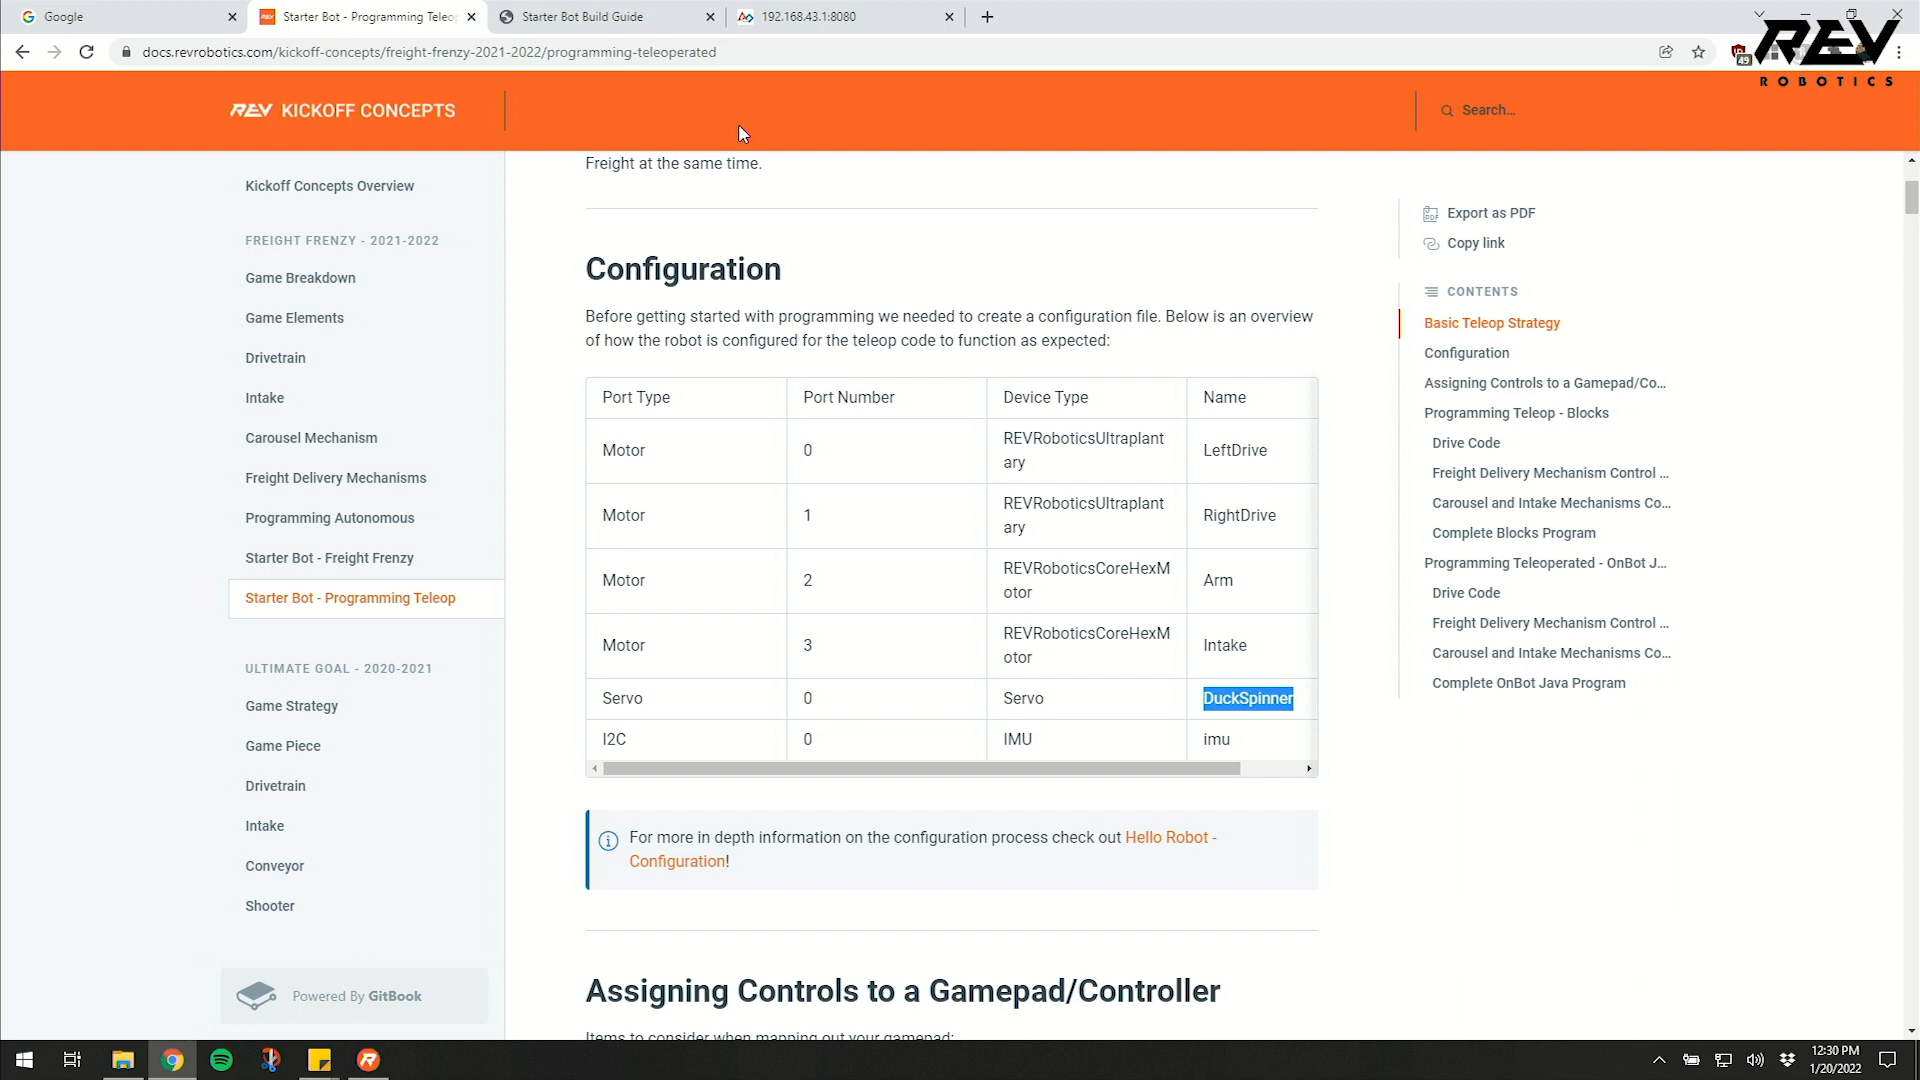 Google
Starter Bot - Programming Teleop
Starter Bot Build Guide
192.168.43.1:8080
docs.revrobotics.com/kickoff-concepts/freight-frenzy-2021-2022/programming-teleoperated
49
REV
ROBOTICS
REV KICKOFF CONCEPTS
Search...
Kickoff Concepts Overview
FREIGHT FRENZY - 2021-2022
Game Breakdown
Game Elements
Drivetrain
Intake
Carousel Mechanism
Freight Delivery Mechanisms
Programming Autonomous
Starter Bot - Freight Frenzy
Starter Bot - Programming Teleop
ULTIMATE GOAL - 2020-2021
Game Strategy
Game Piece
Drivetrain
Intake
Conveyor
Shooter
Powered By GitBook
Freight at the same time.
Configuration
Before getting started with programming we needed to create a configuration file. Below is an overview
of how the robot is configured for the teleop code to function as expected:
Port Type Port Number Device Type Name
Motor 0 REVRoboticsUltraplant
ary LeftDrive
Motor 1 REVRoboticsUltraplant
ary RightDrive
Motor 2 REVRoboticsCoreHexM
otor Arm
Motor 3 REVRoboticsCoreHexM
otor Intake
Servo 0 Servo DuckSpinner
I2C 0 IMU imu
For more in depth information on the configuration process check out Hello Robot -
Configuration!
Assigning Controls to a Gamepad/Controller
Items to consider when mapping out your gamepad:
Export as PDF
Copy link
CONTENTS
Basic Teleop Strategy
Configuration
Assigning Controls to a Gamepad/Co...
Programming Teleop - Blocks
Drive Code
Freight Delivery Mechanism Control ...
Carousel and Intake Mechanisms Co...
Complete Blocks Program
Programming Teleoperated - OnBot J...
Drive Code
Freight Delivery Mechanism Control ...
Carousel and Intake Mechanisms Co...
Complete OnBot Java Program
12:30 PM
1/20/2022